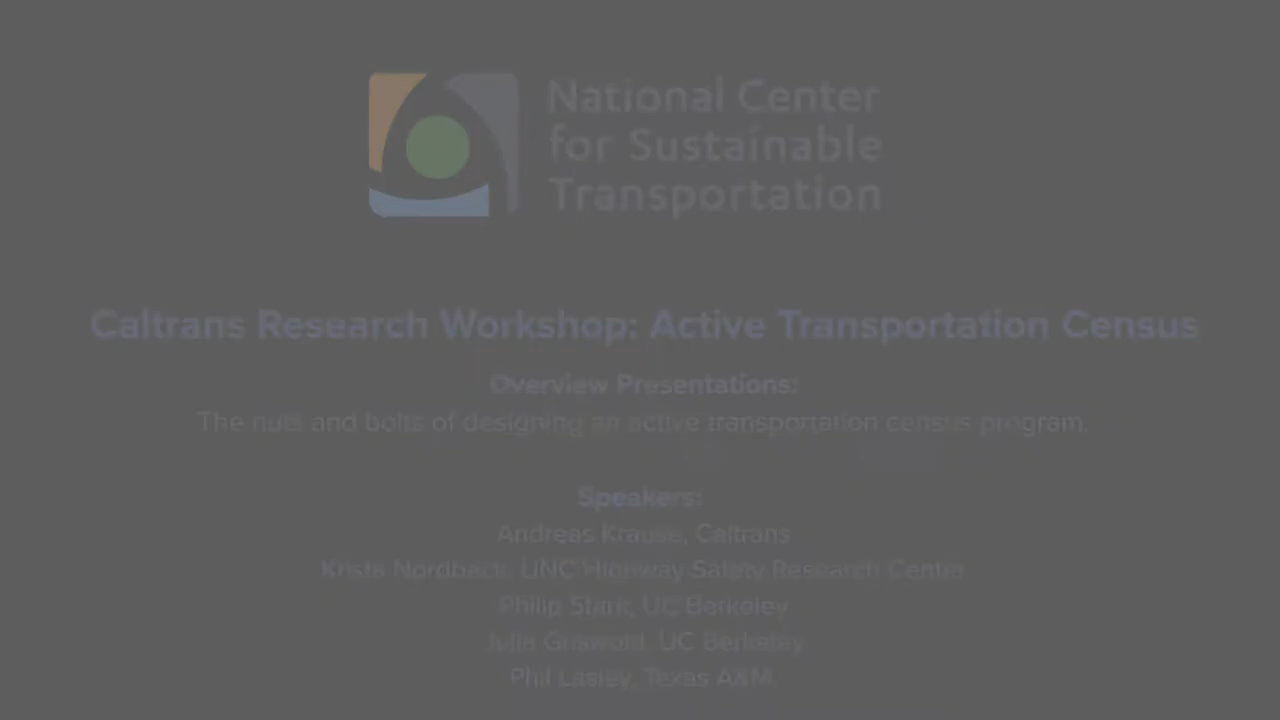 National Center
for Sustainable
Transportation
Caltrans Research Workshop: Active Transportation Census
Overview Presentations:
The nuts and bolts of designing an active transportation census program.
Speakers:
Andreas Krause, Caltrans
Krista Nordback, UNC Highway Safety Research Center
Philip Stark, UC Berkeley
Julia Griswold, UC Berkeley
Phil Lasley, Texas A&M